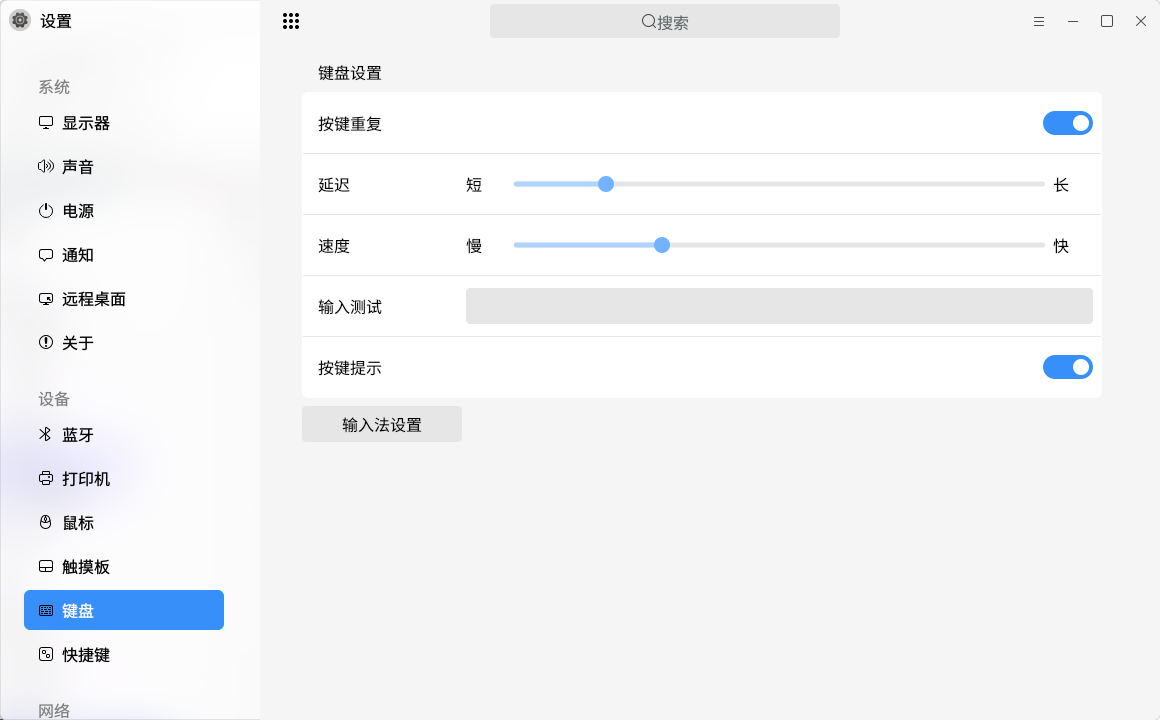 设置
搜索
系统
显示器
声音
电源
通知
远程桌面
关于
设备
蓝牙
打印机
鼠标
触摸板
键盘
快捷键
网络
键盘设置
按键重复
延迟 短 长
速度 慢 快
输入测试
按键提示
输入法设置